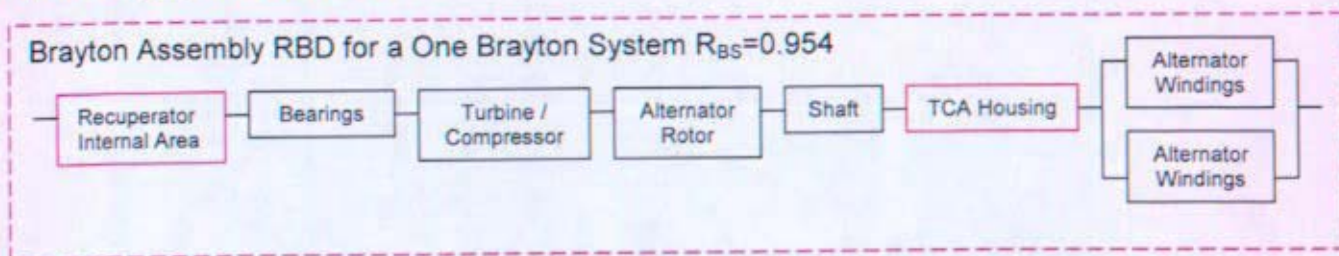 Brayton Assembly RBD for a One Brayton System R_BS=0.954
Recuperator
Internal Area
Bearings
Turbine /
Compressor
Alternator
Rotor
Shaft
TCA Housing
Alternator
Windings
Alternator
Windings